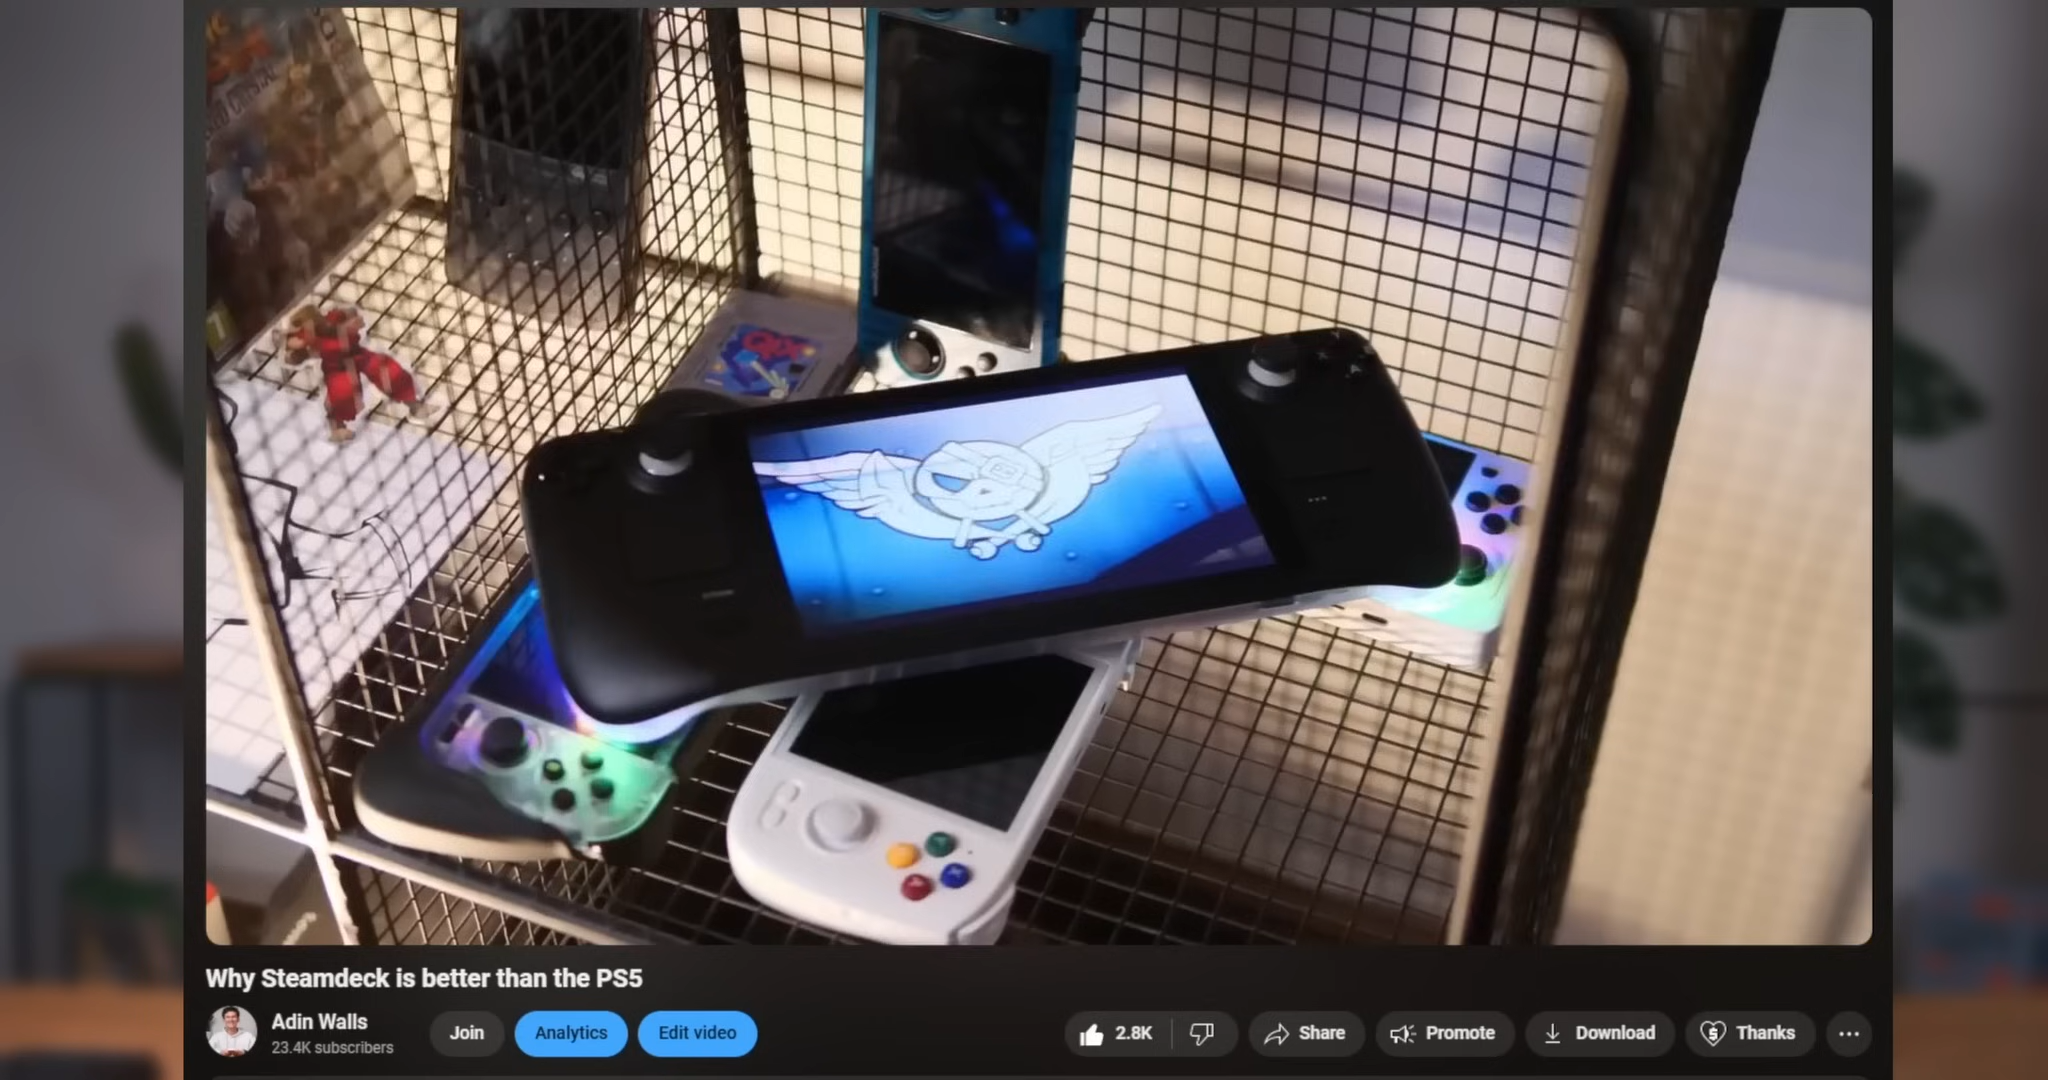 Why Steamdeck is better than the PS5
Adin Walls
23.4K subscribers
Join
Analytics
Edit video
2.8K
Share
Promote
Download
Thanks